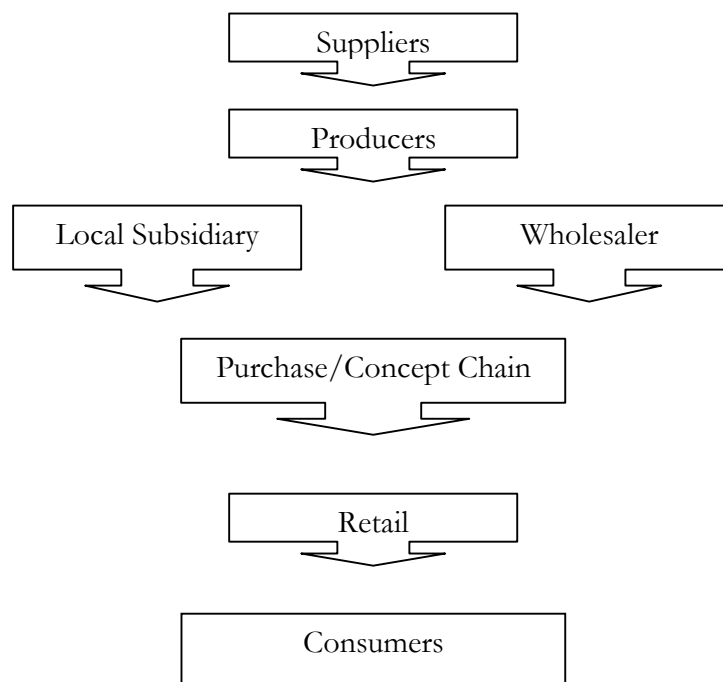 Suppliers
Producers
Local Subsidiary
Wholesaler
Purchase/Concept Chain
Retail
Consumers